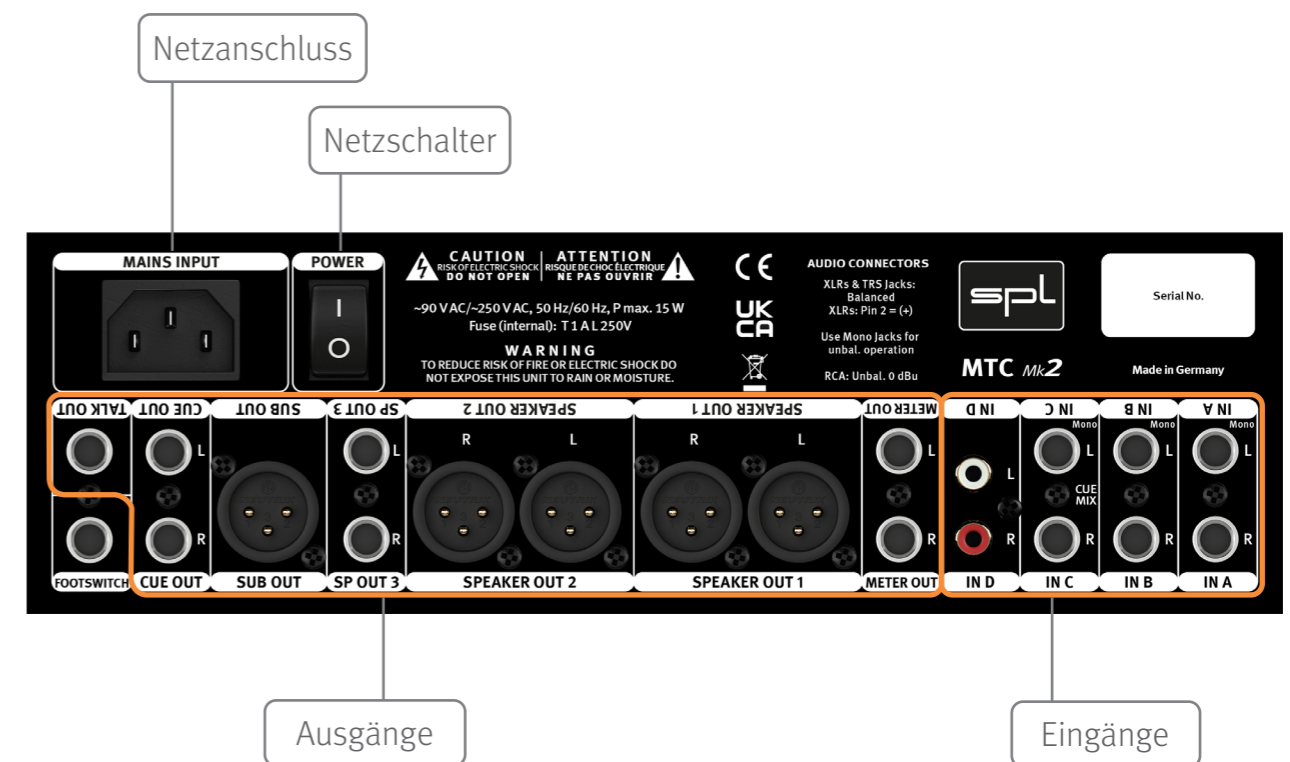 Netzanschluss
Netzschalter
MAINS INPUT
POWER
CAUTION
RISK OF ELECTRIC SHOCK
DO NOT OPEN
ATTENTION
RISQUE DE CHOC ÉLECTRIQUE
NE PAS OUVRIR
~90 V AC/~250 V AC, 50 Hz/60 Hz, P max. 15 W
Fuse (internal): T 1 A L 250V
WARNING
TO REDUCE RISK OF FIRE OR ELECTRIC SHOCK DO
NOT EXPOSE THIS UNIT TO RAIN OR MOISTURE.
CE
UK
CA
AUDIO CONNECTORS
XLRs & TRS Jacks:
Balanced
XLRs: Pin 2 = (+)
Use Mono Jacks for
unbal. operation
RCA: Unbal. 0 dBu
spl
MTC Mk2
Serial No.
Made in Germany
I
O
TALK OUT
CUE OUT
SUB OUT
SP OUT 3
SPEAKER OUT 2
SPEAKER OUT 1
METER OUT
IN D
IN C
IN B
IN A
Mono
Mono
Mono
L
L
R
L
R
L
L
L
L
L
L
CUE
MIX
R
R
R
R
R
R
R
FOOTSWITCH
CUE OUT
SUB OUT
SP OUT 3
SPEAKER OUT 2
SPEAKER OUT 1
METER OUT
IN D
IN C
IN B
IN A
Ausgänge
Eingänge